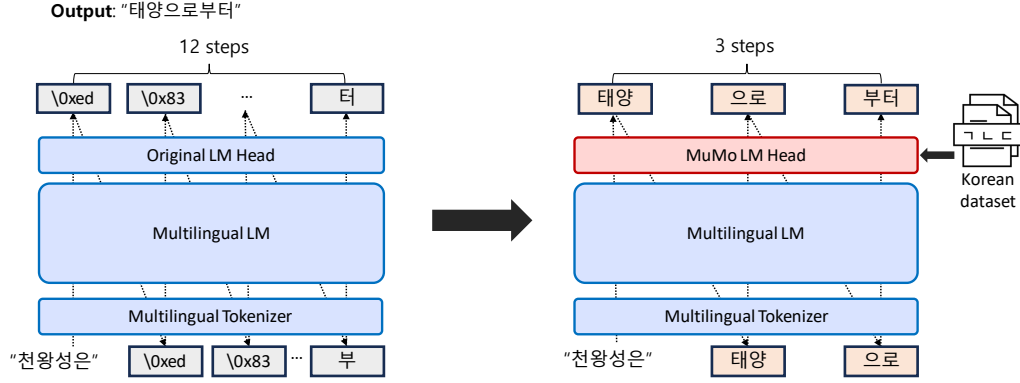 Output: "태양으로부터"
12 steps
\0xed
\0x83
...
터
Original LM Head
Multilingual LM
Multilingual Tokenizer
"천왕성은"
\0xed
\0x83
...
부
3 steps
태양
으로
부터
MuMo LM Head
Multilingual LM
Multilingual Tokenizer
"천왕성은"
태양
으로
ㄱㄴㄷ
Korean
dataset